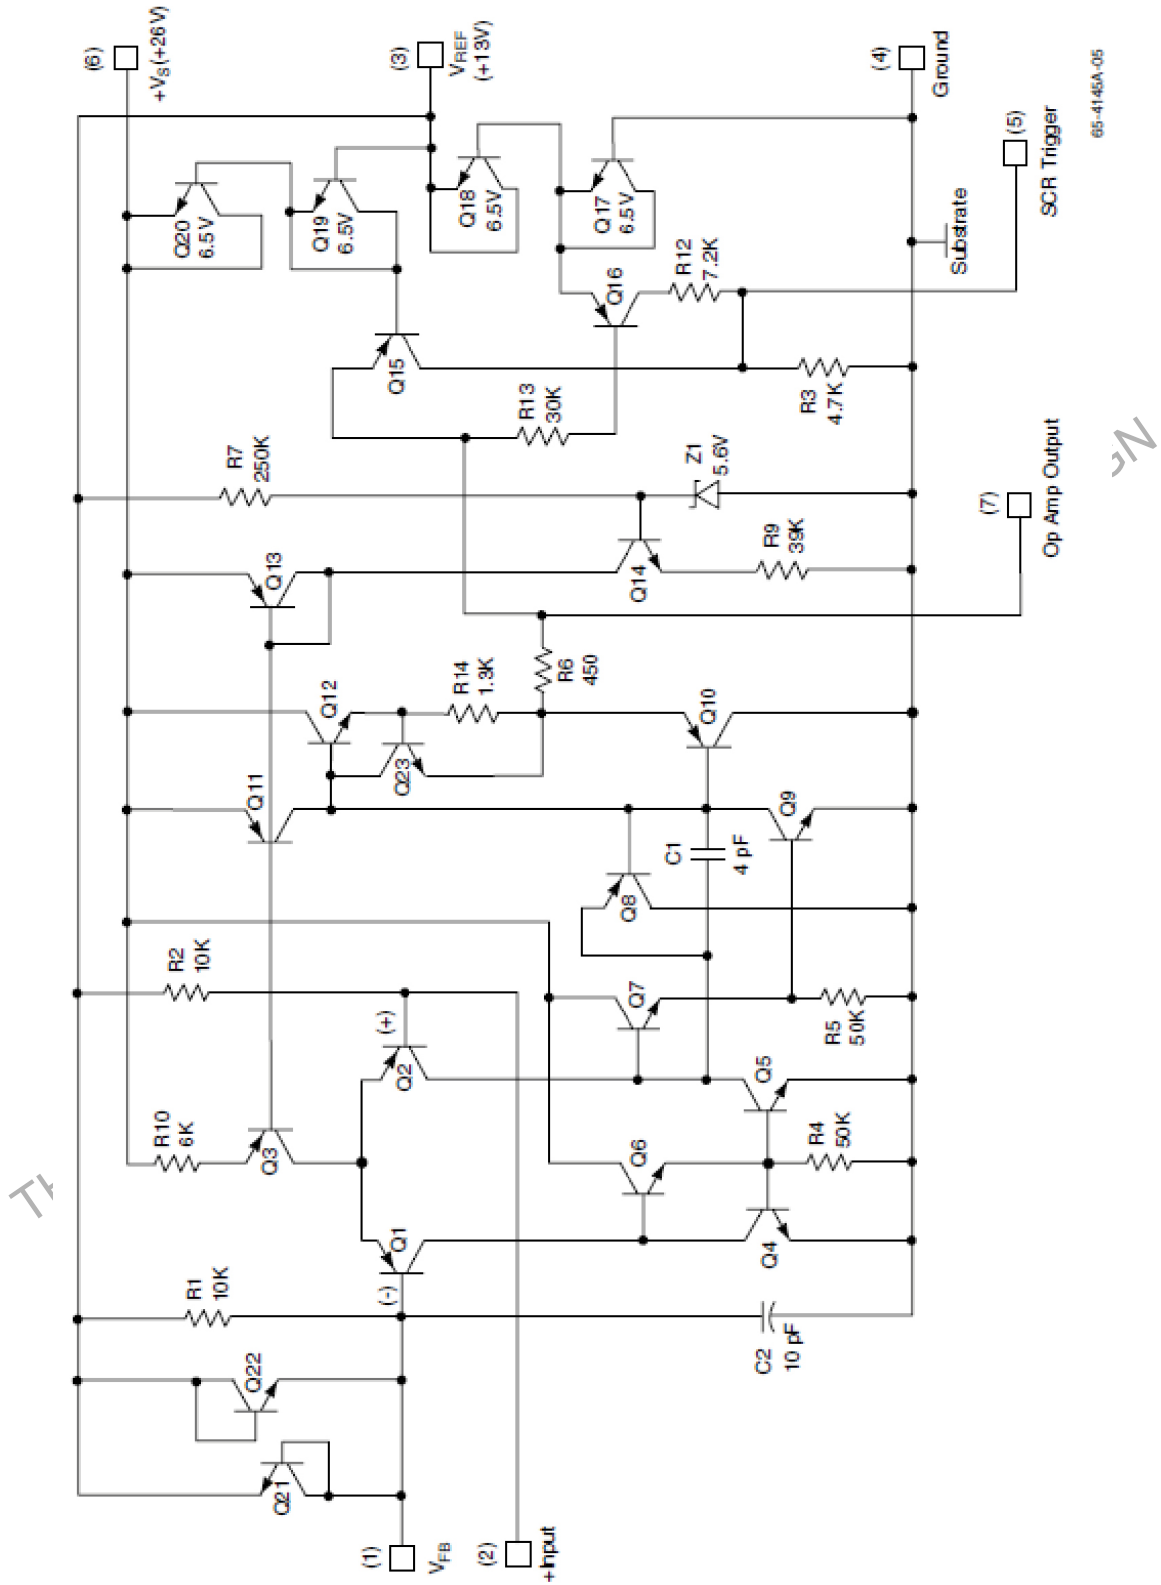 (6)
+VS (+26V)
(3)
VREF
(+13V)
(4)
Ground
65-4145A-05
(5)
SCR Trigger
Q20
6.5V
Q19
6.5V
Q18
6.5V
Q17
6.5V
Substrate
R12
7.2K
Q16
Q15
R13
30K
R3
4.7K
R7
250K
Z1
5.6V
(7)
Op Amp Output
Q13
Q14
R9
39K
Q12
R14
1.3K
R6
450
Q23
Q10
Q11
Q9
C1
4 pF
Q8
R2
10K
Q7
R5
50K
(+)
Q2
Q5
R10
6K
Q3
Q6
R4
50K
Q1
(-)
Q4
R1
10K
C2
10 pF
Q22
Q21
(1)
VFB
(2)
+Input